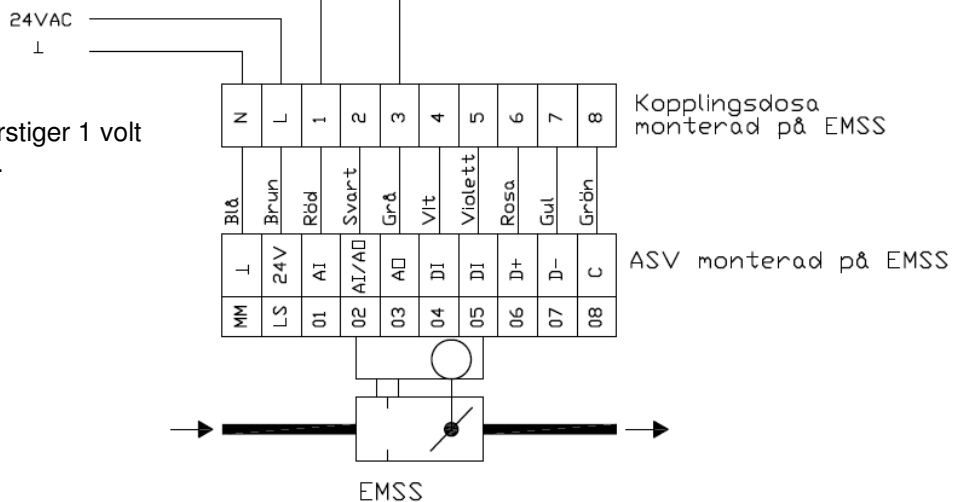 24VAC
⊥
rstiger 1 volt
.
N L 1 2 3 4 5 6 7 8
Kopplingsdosa
monterad på EMSS
Blå Brun Röd Svart Grå Vit Violett Rosa Gul Grön
⊥ 24V AI AI/AO AO DI DI D+ D- C
ASV monterad på EMSS
MM LS 01 02 03 04 05 06 07 08
EMSS